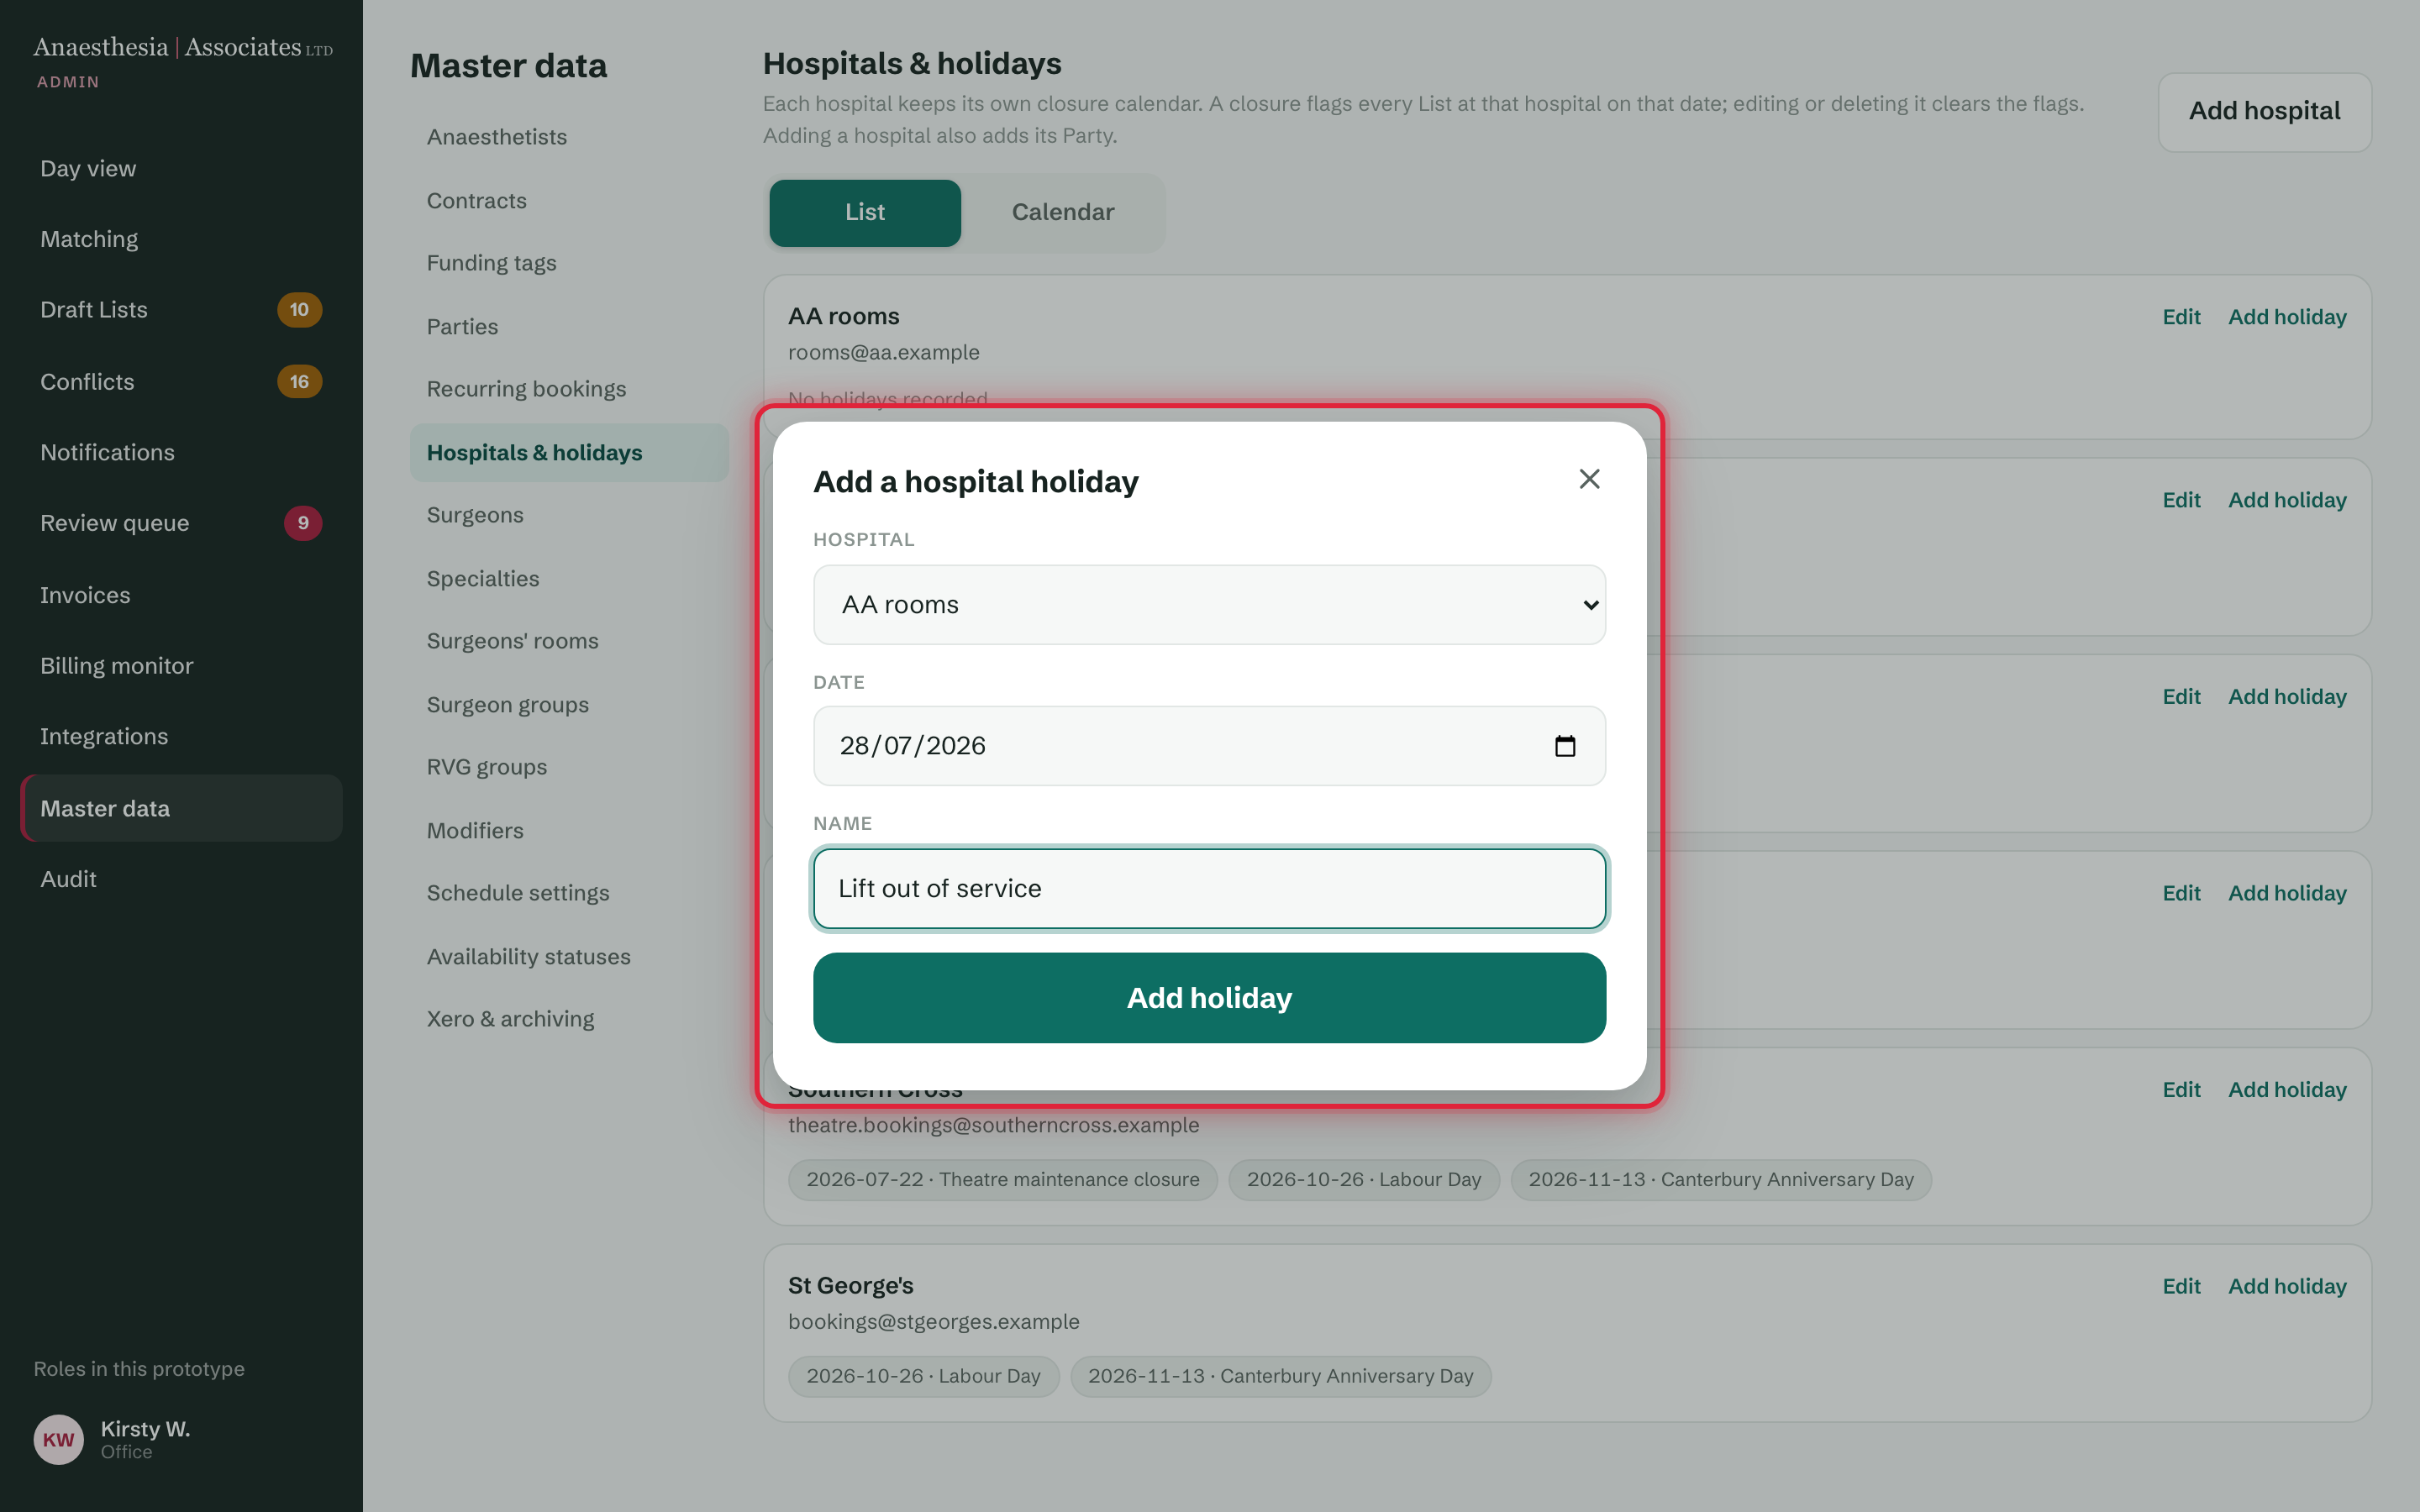 Anaesthesia | Associates LTD
ADMIN
Day view
Matching
Draft Lists 10
Conflicts 16
Notifications
Review queue 9
Invoices
Billing monitor
Integrations
Master data
Audit
Roles in this prototype
KW
Kirsty W.
Office
Master data
Anaesthetists
Contracts
Funding tags
Parties
Recurring bookings
Hospitals & holidays
Surgeons
Specialties
Surgeons' rooms
Surgeon groups
RVG groups
Modifiers
Schedule settings
Availability statuses
Xero & archiving
Hospitals & holidays
Each hospital keeps its own closure calendar. A closure flags every List at that hospital on that date; editing or deleting it clears the flags.
Adding a hospital also adds its Party.
Add hospital
List Calendar
AA rooms
Edit Add holiday
rooms@aa.example
No holidays recorded
Edit Add holiday
Edit Add holiday
Edit Add holiday
Add a hospital holiday
HOSPITAL
AA rooms
DATE
28/07/2026
NAME
Lift out of service
Add holiday
Southern Cross
Edit Add holiday
theatre.bookings@southerncross.example
2026-07-22 · Theatre maintenance closure 2026-10-26 · Labour Day 2026-11-13 · Canterbury Anniversary Day
St George's
Edit Add holiday
bookings@stgeorges.example
2026-10-26 · Labour Day 2026-11-13 · Canterbury Anniversary Day